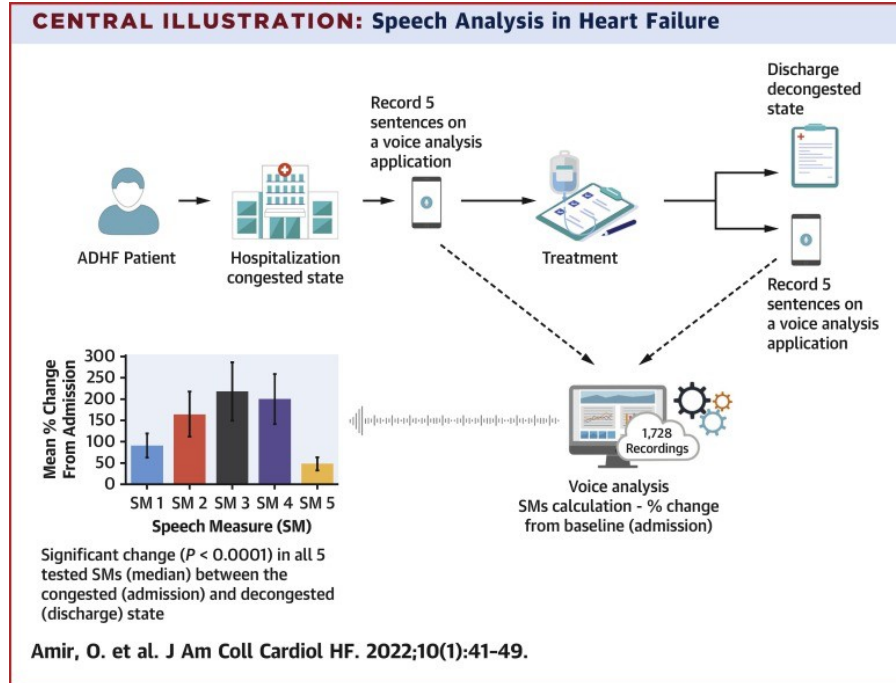 CENTRAL ILLUSTRATION: Speech Analysis in Heart Failure
Discharge
decongested
state
Record 5
sentences on
a voice analysis
application
ADHF Patient
Hospitalization
congested state
Treatment
Record 5
sentences on
a voice analysis
application
Mean % Change
From Admission
300
250
200
150
100
50
0
SM 1 SM 2 SM 3 SM 4 SM 5
Speech Measure (SM)
1,728
Recordings
Voice analysis
SMs calculation - % change
from baseline (admission)
Significant change (P < 0.0001) in all 5
tested SMs (median) between the
congested (admission) and decongested
(discharge) state
Amir, O. et al. J Am Coll Cardiol HF. 2022;10(1):41–49.